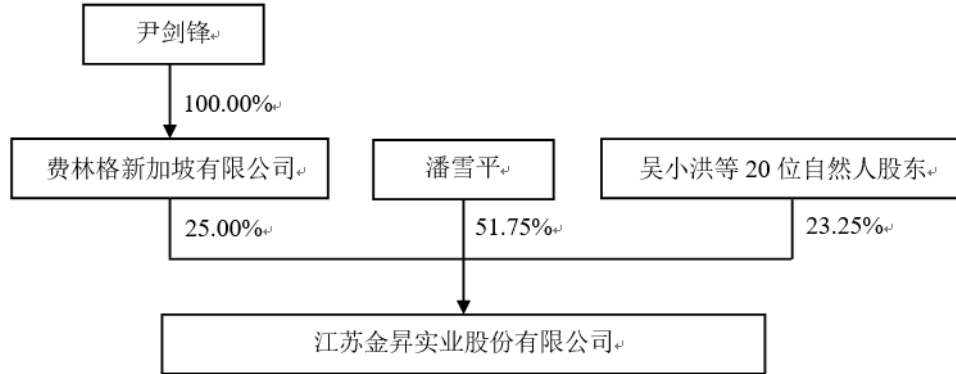 尹剑锋
100.00%
费林格新加坡有限公司
潘雪平
吴小洪等 20 位自然人股东
25.00%
51.75%
23.25%
江苏金昇实业股份有限公司